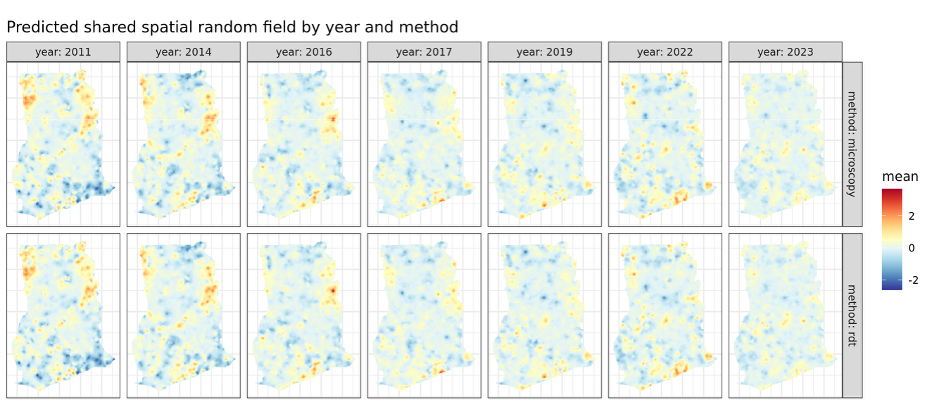 Predicted shared spatial random field by year and method
year: 2011
year: 2014
year: 2016
year: 2017
year: 2019
year: 2022
year: 2023
method: microscopy
method: rdt
mean
2
0
-2